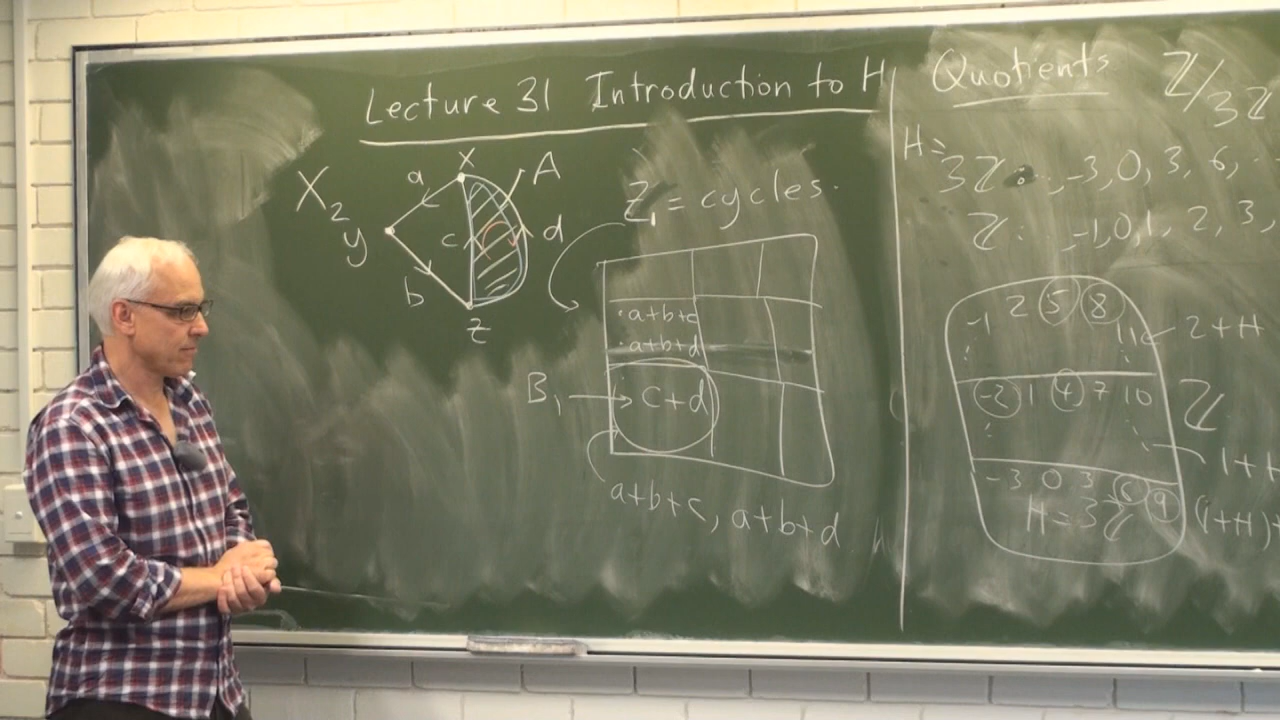 Lecture 31 Introduction to H
X₂
x
a
A
y
c
d
b
z
Z₁ = cycles.
·a+b+c
·a+b+d
B₁ → c+d
a+b+c, a+b+d
Quotients ℤ/3ℤ
H=
3ℤ: ., -3, 0, 3, 6, .
ℤ: ., -1, 0, 1, 2, 3,
-1 2 5 8 11
2+H
-2 1 4 7 10
ℤ
1+H
-3 0 3 6 9
H=3ℤ
(1+H)+